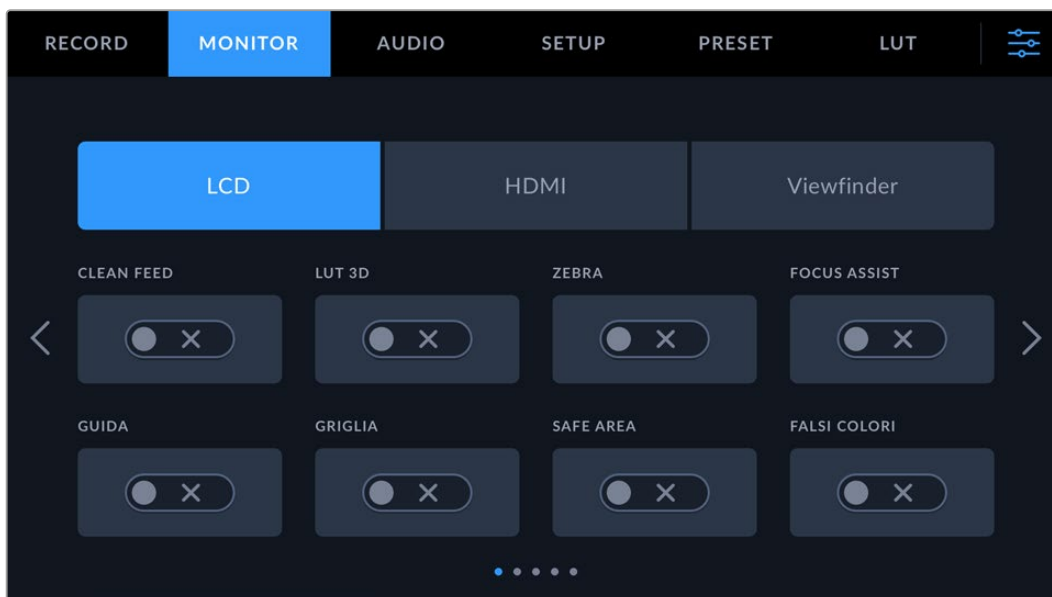 RECORD MONITOR AUDIO SETUP PRESET LUT
LCD HDMI Viewfinder
CLEAN FEED LUT 3D ZEBRA FOCUS ASSIST
GUIDA GRIGLIA SAFE AREA FALSI COLORI